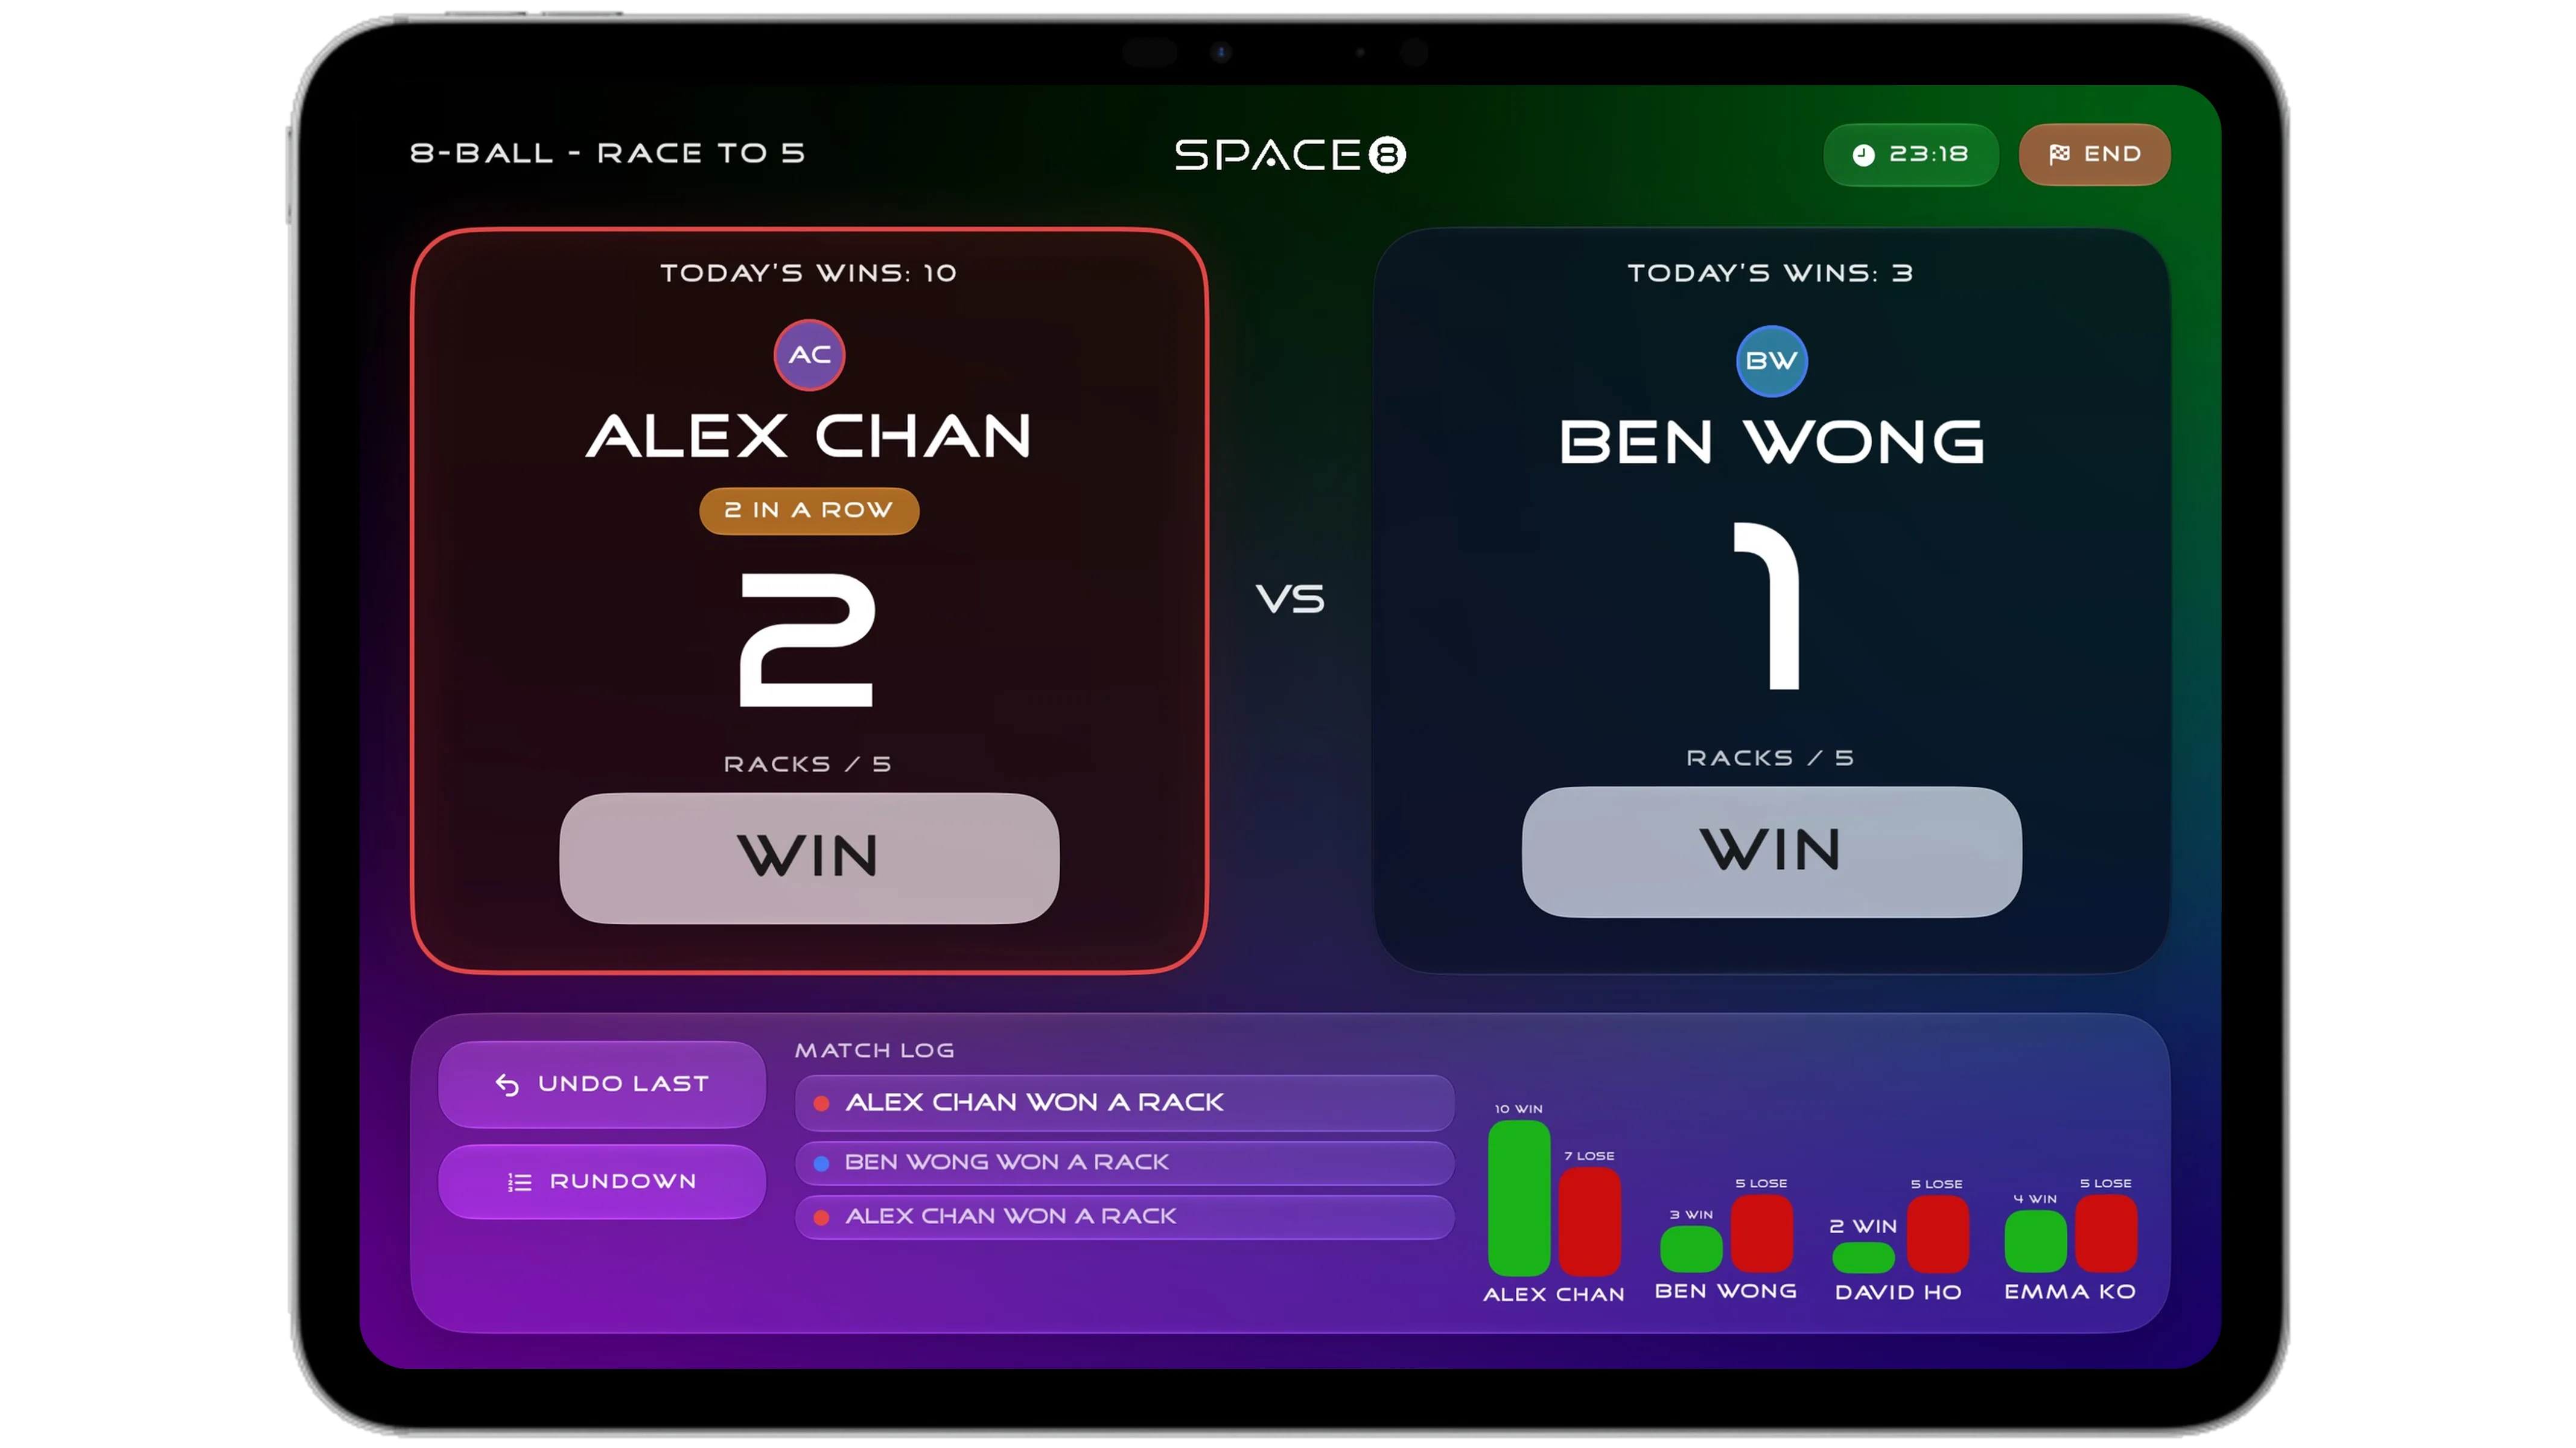 8-BALL - RACE TO 5
SPACE8
23:18
END
TODAY'S WINS: 10
AC
ALEX CHAN
2 IN A ROW
2
RACKS / 5
WIN
VS
TODAY'S WINS: 3
BW
BEN WONG
1
RACKS / 5
WIN
UNDO LAST
RUNDOWN
MATCH LOG
ALEX CHAN WON A RACK
BEN WONG WON A RACK
ALEX CHAN WON A RACK
10 WIN
7 LOSE
ALEX CHAN
3 WIN
5 LOSE
BEN WONG
2 WIN
5 LOSE
DAVID HO
4 WIN
5 LOSE
EMMA KO